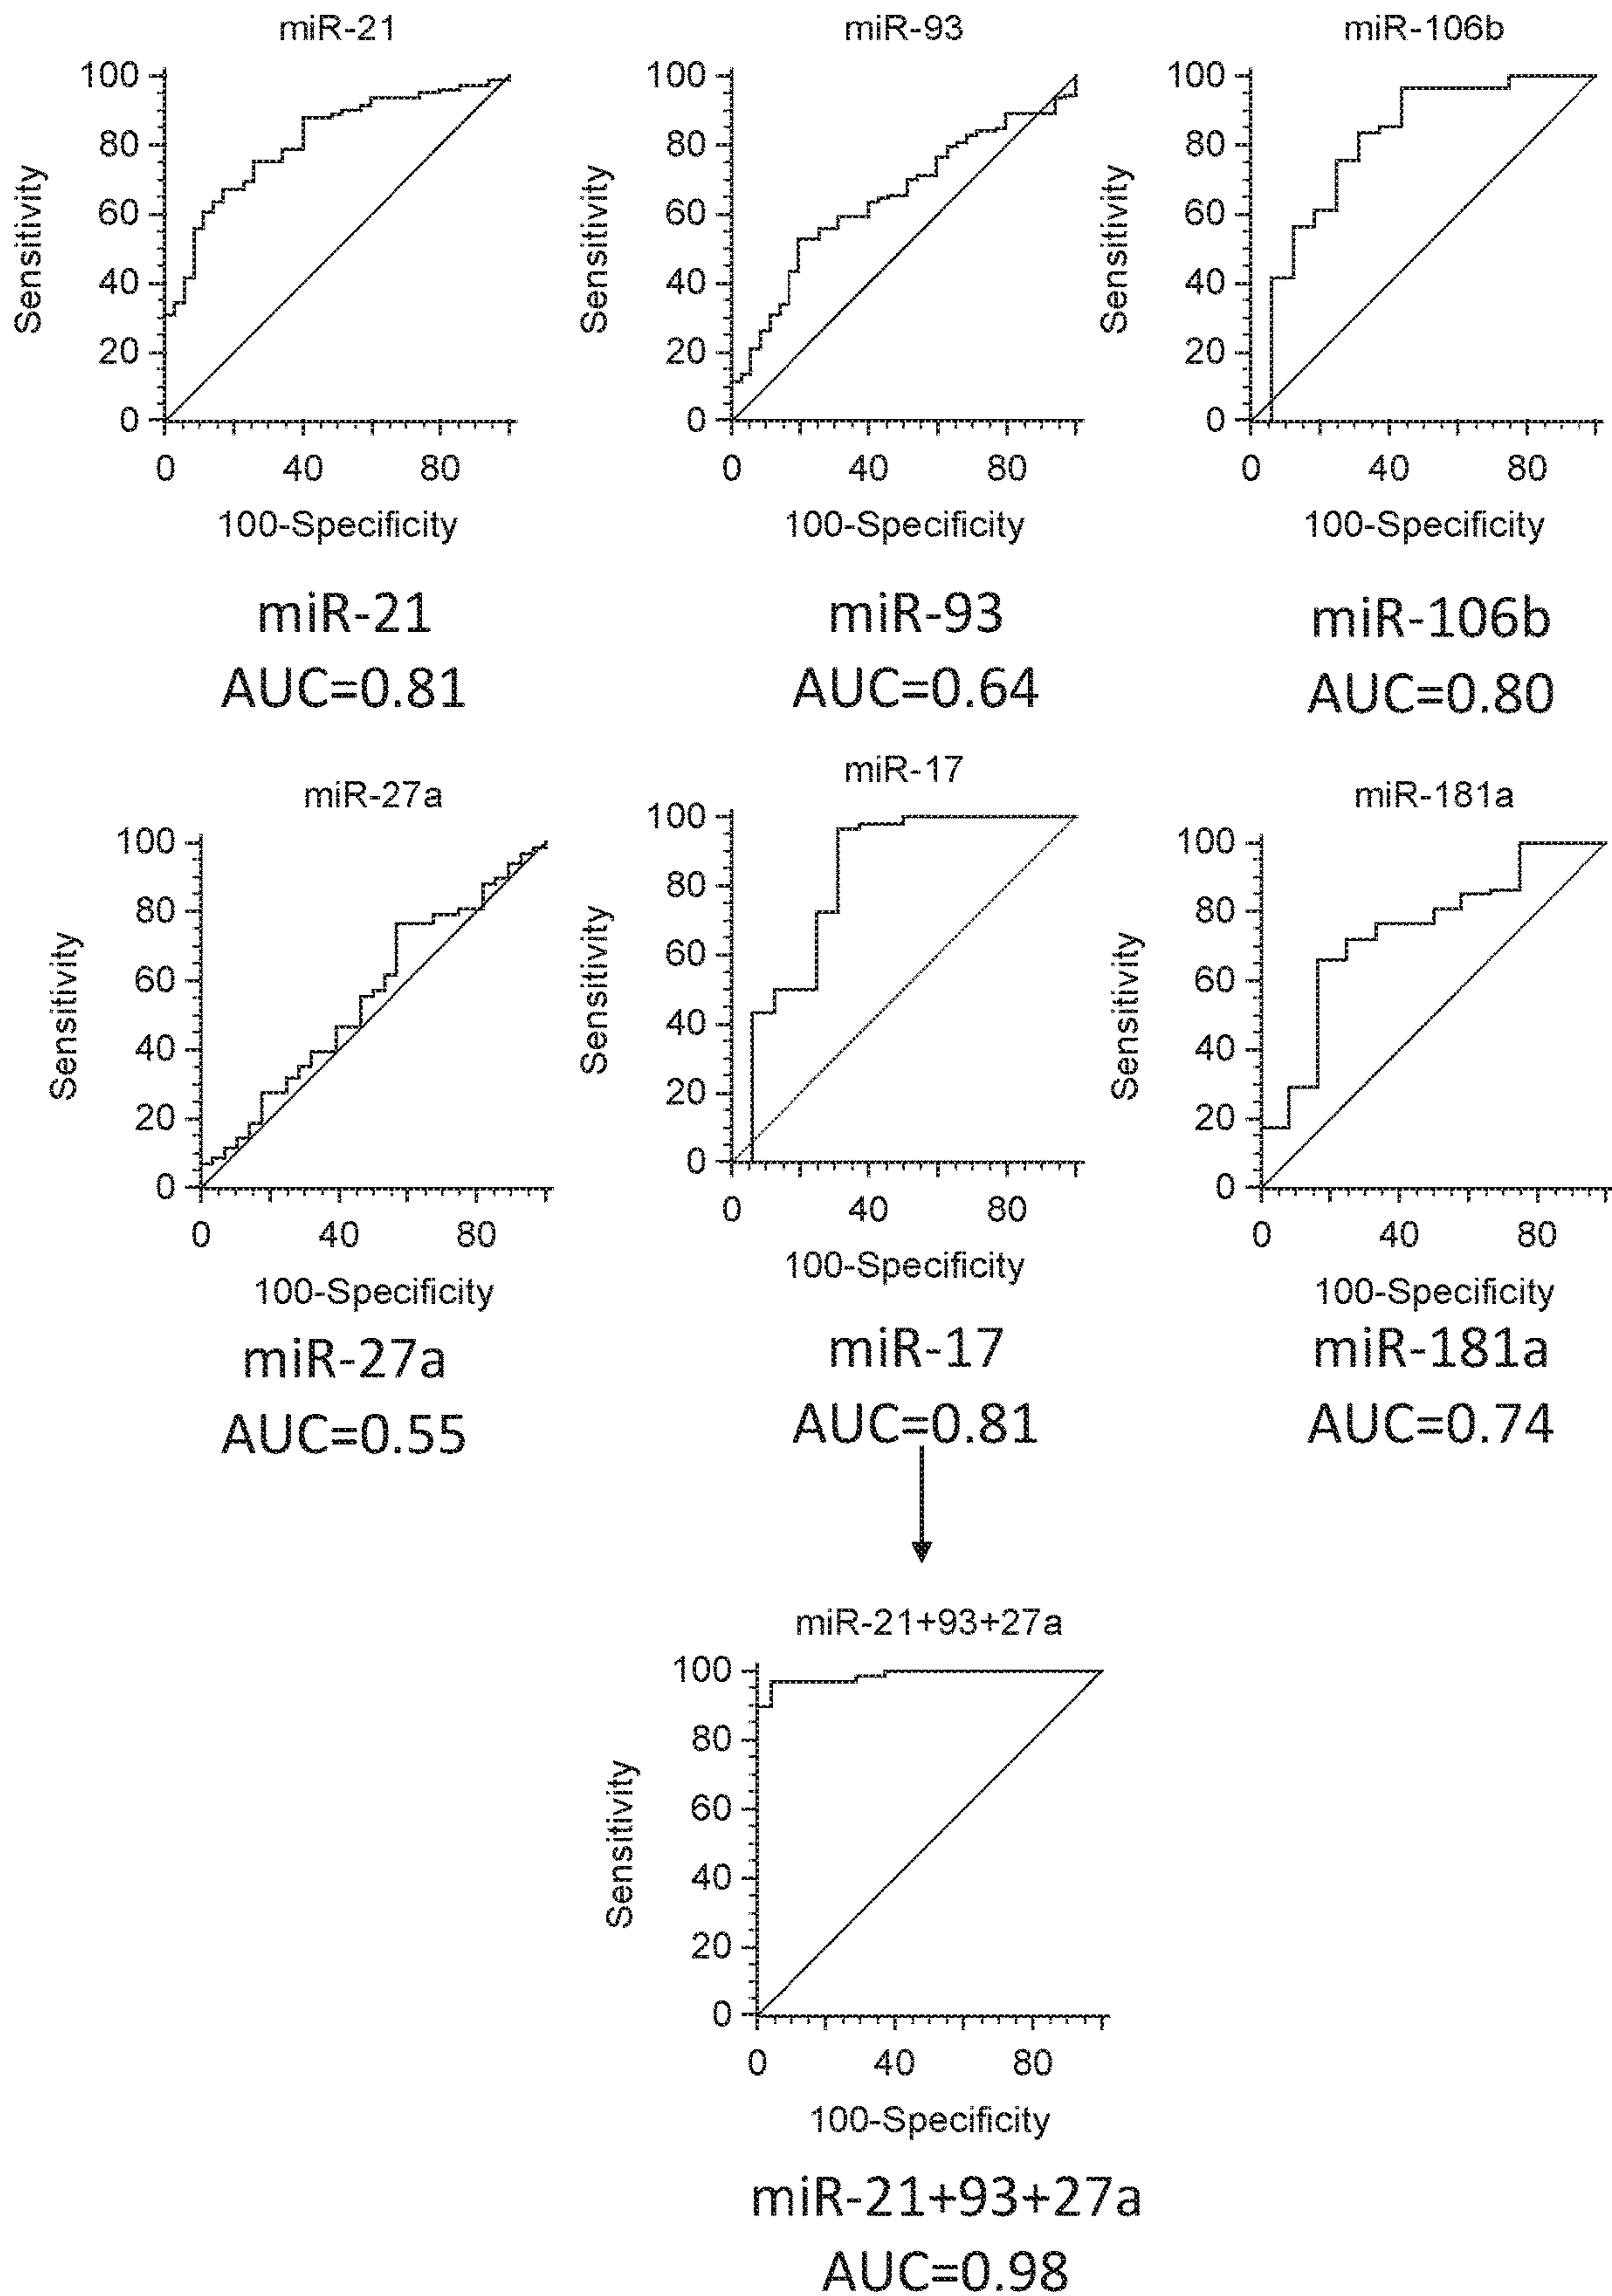 miR-21
100
80
60
40
20
0
Sensitivity
0 40 80
100-Specificity
miR-21
AUC=0.81
miR-93
100
80
60
40
20
0
Sensitivity
0 40 80
100-Specificity
miR-93
AUC=0.64
miR-106b
100
80
60
40
20
0
Sensitivity
0 40 80
100-Specificity
miR-106b
AUC=0.80
miR-27a
100
80
60
40
20
0
Sensitivity
0 40 80
100-Specificity
miR-27a
AUC=0.55
miR-17
100
80
60
40
20
0
Sensitivity
0 40 80
100-Specificity
miR-17
AUC=0.81
miR-181a
100
80
60
40
20
0
Sensitivity
0 40 80
100-Specificity
miR-181a
AUC=0.74
miR-21+93+27a
100
80
60
40
20
0
Sensitivity
0 40 80
100-Specificity
miR-21+93+27a
AUC=0.98